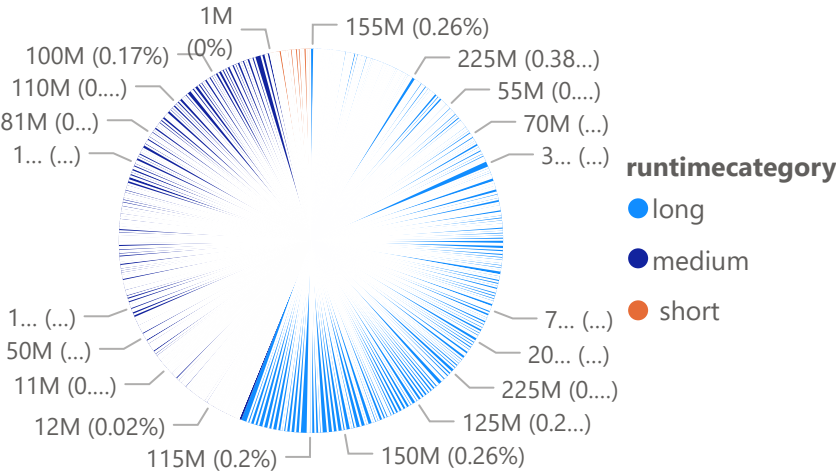 1M
(0%)
155M (0.26%)
100M (0.17%)
225M (0.38...)
110M (0....)
55M (0....)
81M (0...)
70M (...)
1... (...)
3... (...)
runtimecategory
long
medium
short
1... (...)
7... (...)
50M (...)
20... (...)
11M (0....)
225M (0....)
12M (0.02%)
125M (0.2...)
115M (0.2%)
150M (0.26%)